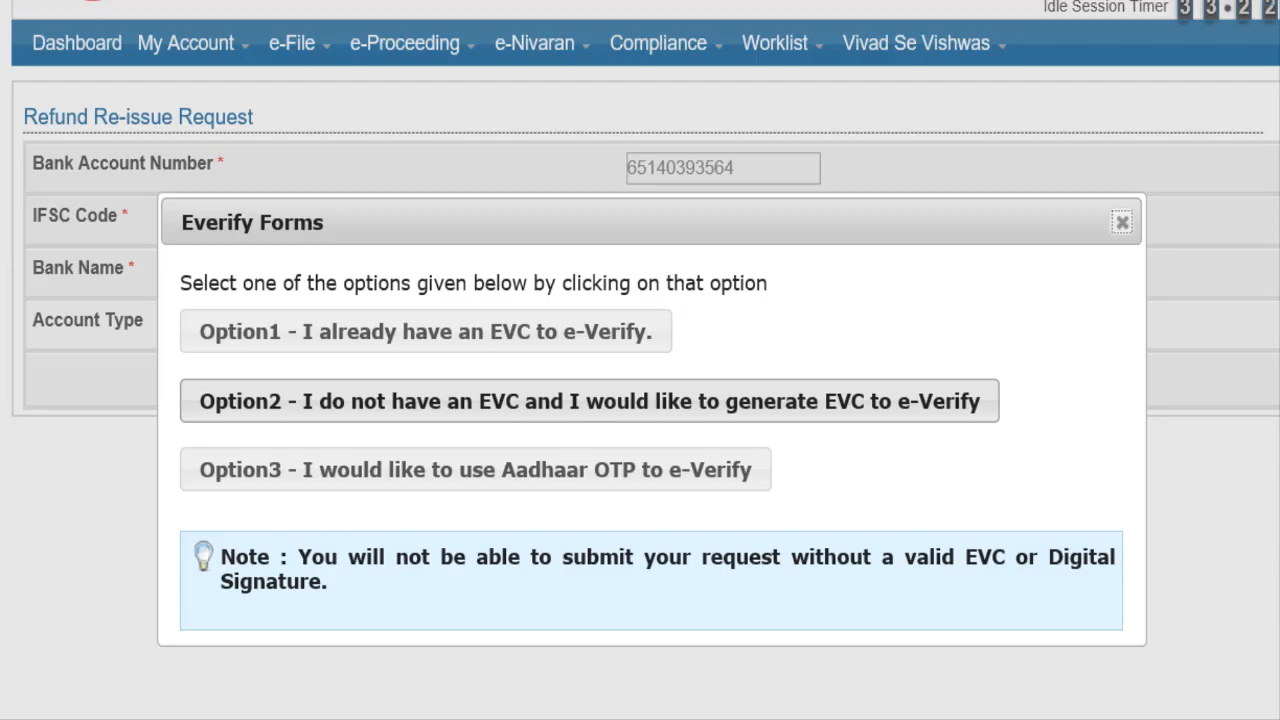 Idle Session Timer 3 3 . 2 2
Dashboard My Account e-File e-Proceeding e-Nivaran Compliance Worklist Vivad Se Vishwas
Refund Re-issue Request
Bank Account Number * 65140393564
IFSC Code *
Everify Forms
Bank Name *
Select one of the options given below by clicking on that option
Account Type
Option1 - I already have an EVC to e-Verify.
Option2 - I do not have an EVC and I would like to generate EVC to e-Verify
Option3 - I would like to use Aadhaar OTP to e-Verify
Note : You will not be able to submit your request without a valid EVC or Digital
Signature.